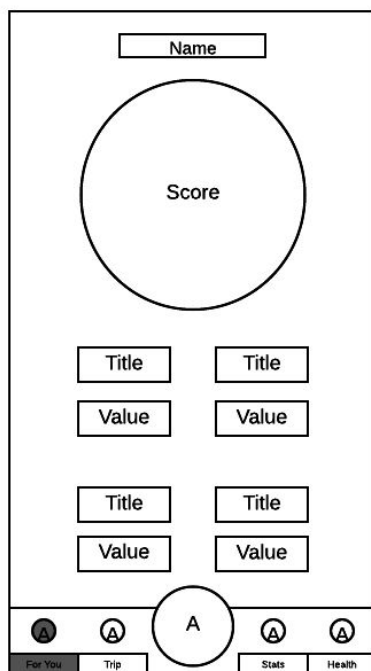 Name
Score
Title Title
Value Value
Title Title
Value Value
A A A A A
For You Trip Stats Health